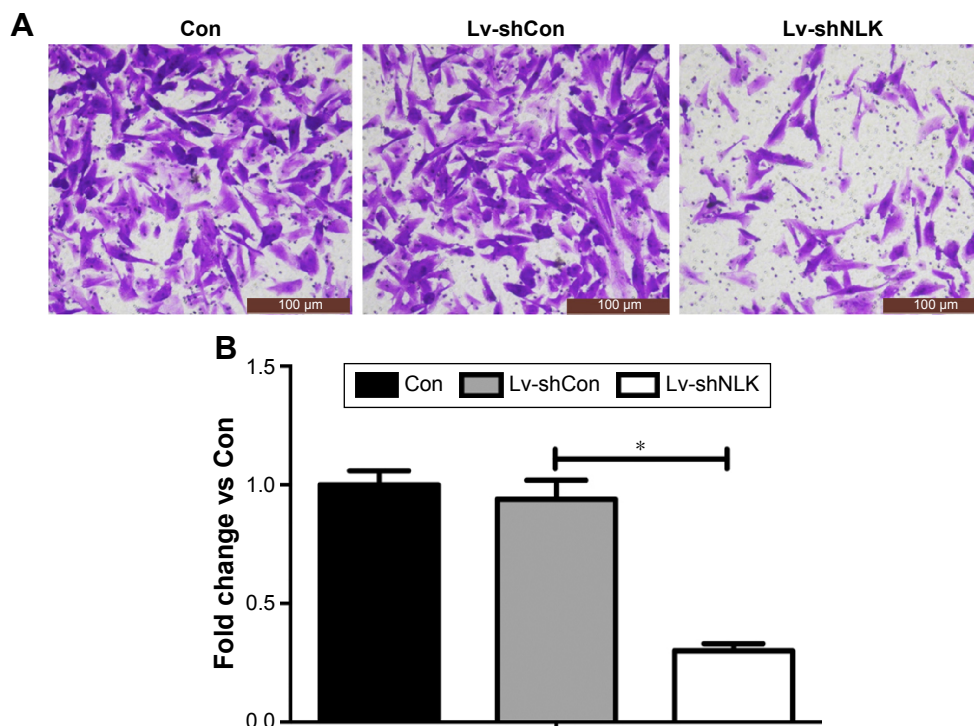 A
Con
Lv-shCon
Lv-shNLK
100 µm
100 µm
100 µm
B
Fold change vs Con
1.5
1.0
0.5
0.0
Con
Lv-shCon
Lv-shNLK
*